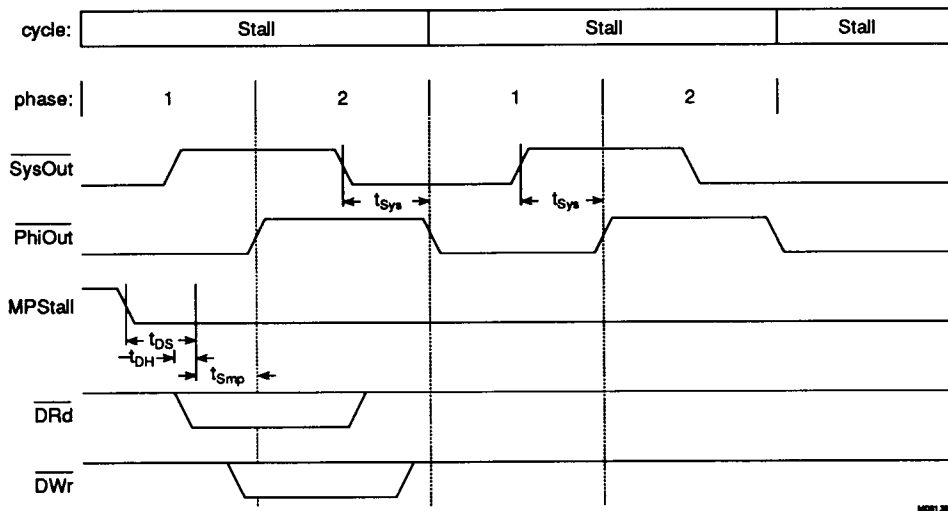 cycle: Stall Stall Stall
phase: 1 2 1 2
SysOut
tSys tSys
PhiOut
MPStall
tDS
tDH
tSmp
DRd
DWr